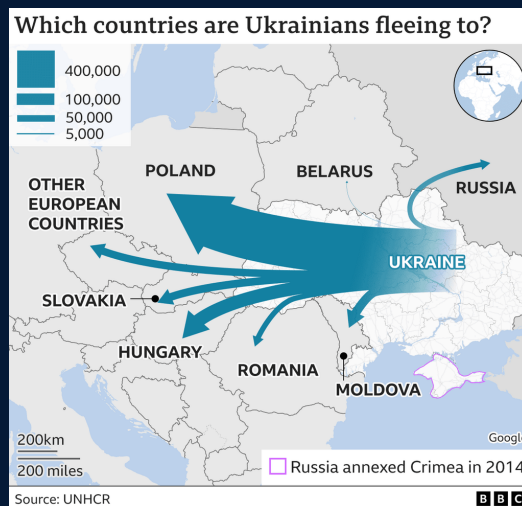 Which countries are Ukrainians fleeing to?
400,000
100,000
50,000
5,000
POLAND
BELARUS
RUSSIA
OTHER
EUROPEAN
COUNTRIES
UKRAINE
SLOVAKIA
HUNGARY
ROMANIA
MOLDOVA
200km
200 miles
Google
Russia annexed Crimea in 2014
Source: UNHCR
BBC